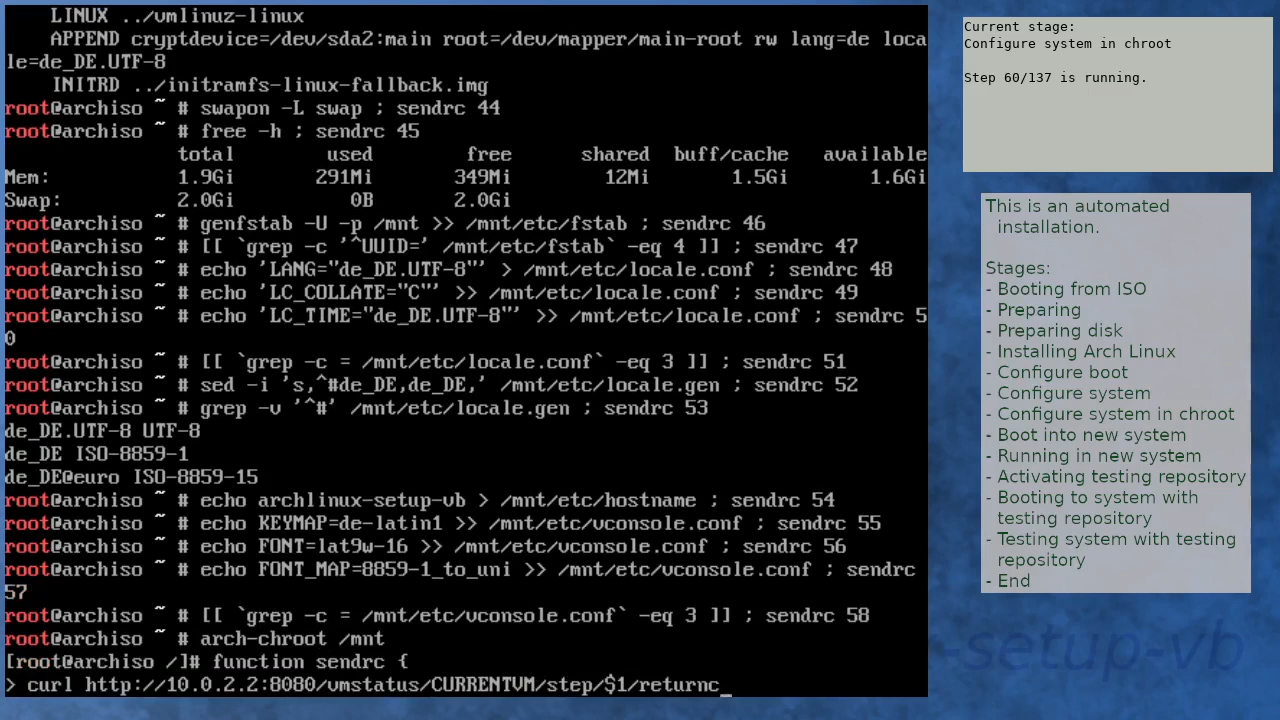 LINUX ../vmlinuz-linux
APPEND cryptdevice=/dev/sda2:main root=/dev/mapper/main-root rw lang=de loca
le=de_DE.UTF-8
INITRD ../initramfs-linux-fallback.img
root@archiso ~ # swapon -L swap ; sendrc 44
root@archiso ~ # free -h ; sendrc 45
total used free shared buff/cache available
Mem: 1.9Gi 291Mi 349Mi 12Mi 1.5Gi 1.6Gi
Swap: 2.0Gi 0B 2.0Gi
root@archiso ~ # genfstab -U -p /mnt >> /mnt/etc/fstab ; sendrc 46
root@archiso ~ # [[ `grep -c '^UUID=' /mnt/etc/fstab` -eq 4 ]] ; sendrc 47
root@archiso ~ # echo 'LANG="de_DE.UTF-8"' > /mnt/etc/locale.conf ; sendrc 48
root@archiso ~ # echo 'LC_COLLATE="C"' >> /mnt/etc/locale.conf ; sendrc 49
root@archiso ~ # echo 'LC_TIME="de_DE.UTF-8"' >> /mnt/etc/locale.conf ; sendrc 5
0
root@archiso ~ # [[ `grep -c = /mnt/etc/locale.conf` -eq 3 ]] ; sendrc 51
root@archiso ~ # sed -i 's,^#de_DE,de_DE,' /mnt/etc/locale.gen ; sendrc 52
root@archiso ~ # grep -v '^#' /mnt/etc/locale.gen ; sendrc 53
de_DE.UTF-8 UTF-8
de_DE ISO-8859-1
de_DE@euro ISO-8859-15
root@archiso ~ # echo archlinux-setup-vb > /mnt/etc/hostname ; sendrc 54
root@archiso ~ # echo KEYMAP=de-latin1 >> /mnt/etc/vconsole.conf ; sendrc 55
root@archiso ~ # echo FONT=lat9w-16 >> /mnt/etc/vconsole.conf ; sendrc 56
root@archiso ~ # echo FONT_MAP=8859-1_to_uni >> /mnt/etc/vconsole.conf ; sendrc
57
root@archiso ~ # [[ `grep -c = /mnt/etc/vconsole.conf` -eq 3 ]] ; sendrc 58
root@archiso ~ # arch-chroot /mnt
[root@archiso /]# function sendrc {
> curl http://10.0.2.2:8080/vmstatus/CURRENTVM/step/$1/returnc_
Current stage:
Configure system in chroot
Step 60/137 is running.
This is an automated
installation.
Stages:
- Booting from ISO
- Preparing
- Preparing disk
- Installing Arch Linux
- Configure boot
- Configure system
- Configure system in chroot
- Boot into new system
- Running in new system
- Activating testing repository
- Booting to system with
testing repository
- Testing system with testing
repository
- End
-setup-vb